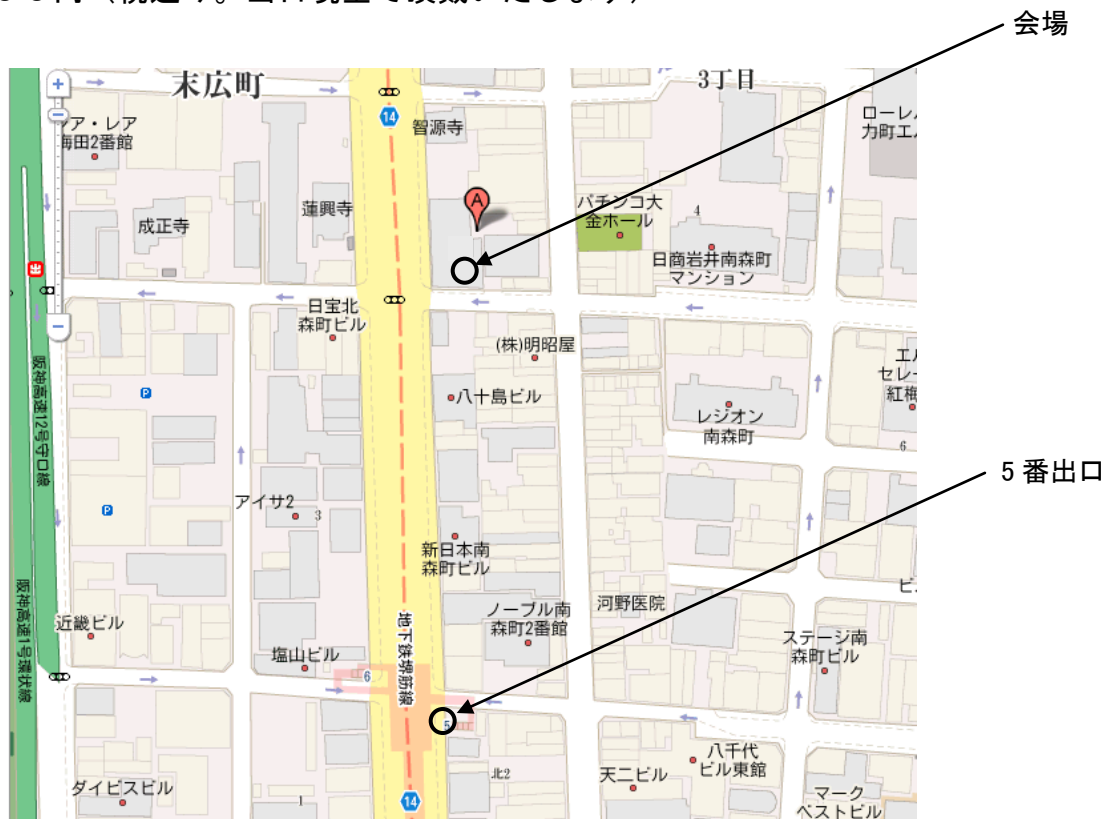 会場
末広町
3丁目
14
智源寺
ローレ
力町エ
ア・レア
梅田2番館
A
パチンコ大
金ホール
4
蓮興寺
成正寺
日商岩井南森町
マンション
日宝北
森町ビル
(株)明昭屋
阪神高速12号守口線
P
八十島ビル
セレ
紅梅
レジオン
南森町
6
5番出口
アイサ2
3
P
新日本南
森町ビル
阪神高速1号環状線
近畿ビル
地下鉄堺筋線
ノーブル南
森町2番館
河野医院
ステージ南
森町ビル
塩山ビル
6
5
八千代
ビル東館
北2
天二ビル
ダイビスビル
1
14
マーク
ベストビル